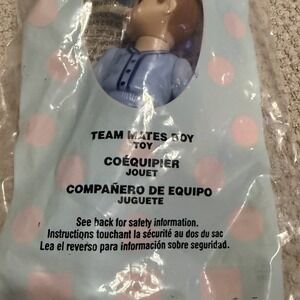 TEAM MATES BOY
TOY
COÉQUIPIER
JOUET
COMPAÑERO DE EQUIPO
JUGUETE
See back for safety information.
Instructions touchant la sécurité au dos du sac
Lea el reverso para información sobre seguridad.